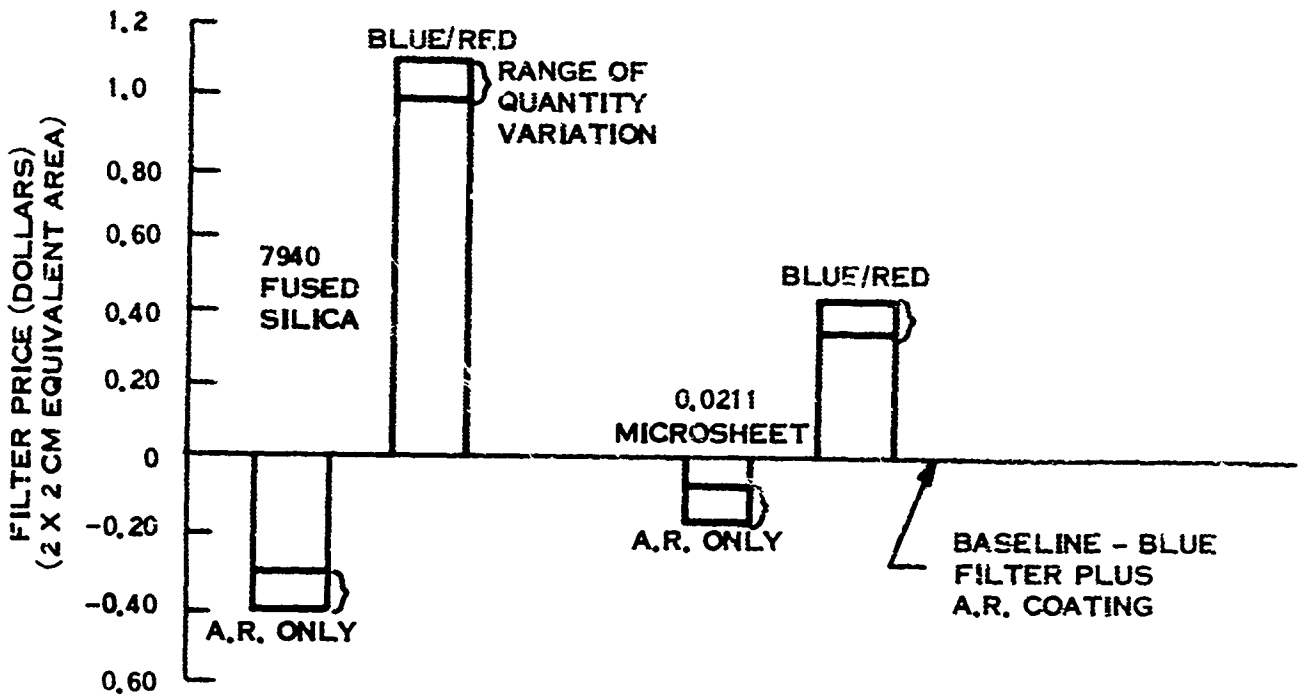 FILTER PRICE (DOLLARS)
(2 X 2 CM EQUIVALENT AREA)
1.2
1.0
0.80
0.60
0.40
0.20
0
-0.20
-0.40
0.60
BLUE/RED
RANGE OF
QUANTITY
VARIATION
7940
FUSED
SILICA
A.R. ONLY
BLUE/RED
0.0211
MICROSHEET
A.R. ONLY
BASELINE - BLUE
FILTER PLUS
A.R. COATING